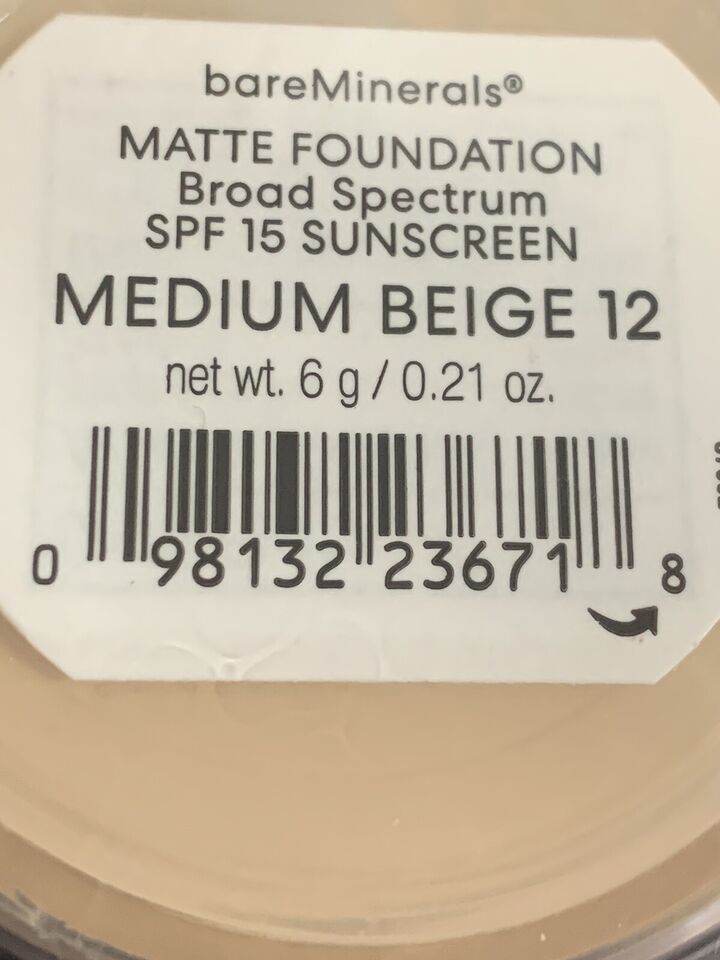 bareMinerals®
MATTE FOUNDATION
Broad Spectrum
SPF 15 SUNSCREEN
MEDIUM BEIGE 12
net wt. 6 g / 0.21 oz.
0 98132 23671 8